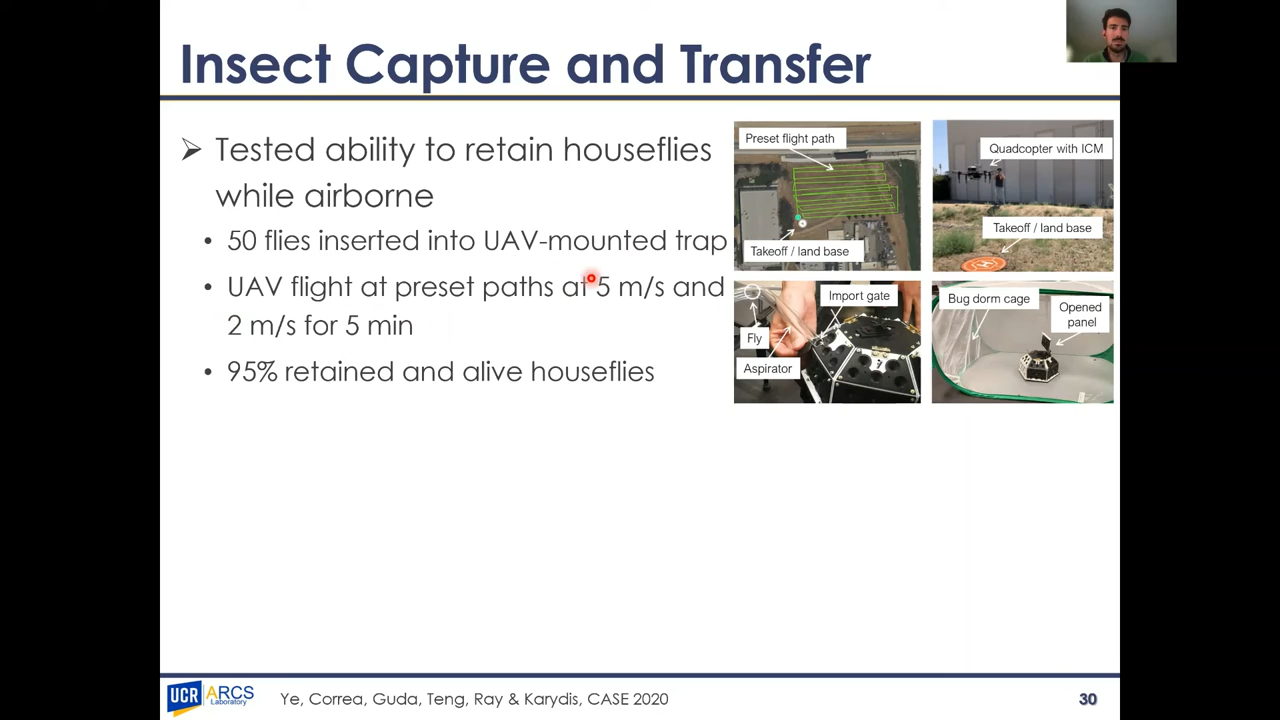 Insect Capture and Transfer
➢ Tested ability to retain houseflies
while airborne
• 50 flies inserted into UAV-mounted trap
• UAV flight at preset paths at 5 m/s and
2 m/s for 5 min
• 95% retained and alive houseflies
Preset flight path
Takeoff / land base
Quadcopter with ICM
Takeoff / land base
H
Import gate
Fly
Aspirator
Bug dorm cage
Opened
panel
UCR ARCS
Laboratory
Ye, Correa, Guda, Teng, Ray & Karydis, CASE 2020
30